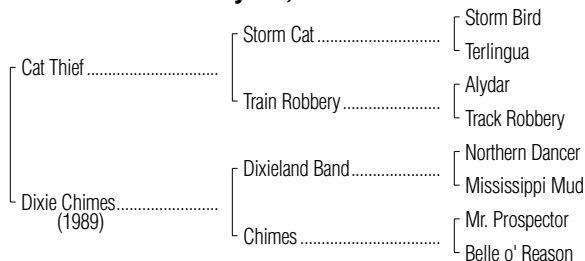 Storm Bird
Storm Cat
Terlingua
Cat Thief
Alydar
Train Robbery
Track Robbery
Northern Dancer
Dixieland Band
Mississippi Mud
Dixie Chimes
(1989)
Mr. Prospector
Chimes
Belle o' Reason